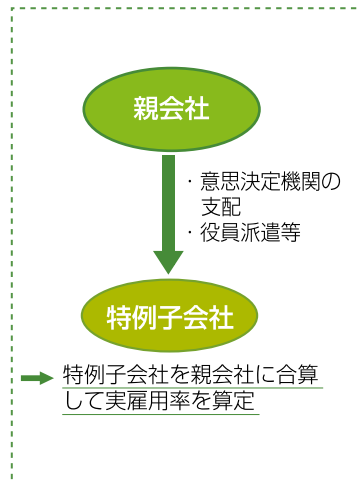 親会社
・意思決定機関の
支配
・役員派遣等
特例子会社
特例子会社を親会社に合算
して実雇用率を算定